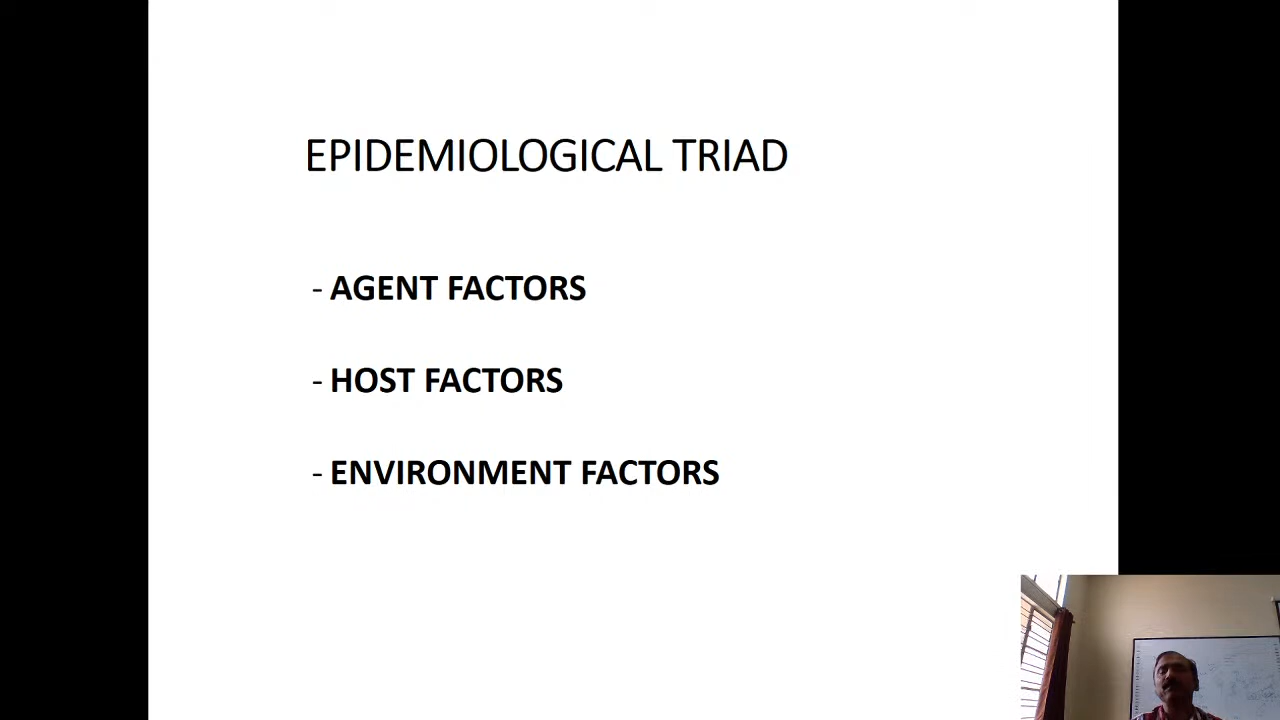 EPIDEMIOLOGICAL TRIAD
- AGENT FACTORS
- HOST FACTORS
- ENVIRONMENT FACTORS